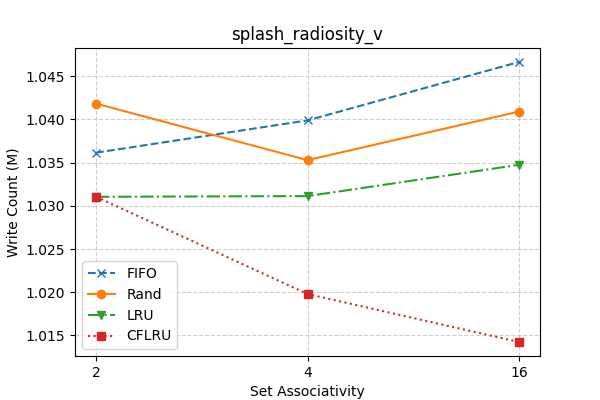 splash_radiosity_v
Write Count (M)
1.045
1.040
1.035
1.030
1.025
1.020
1.015
FIFO
Rand
LRU
CFLRU
2
4
16
Set Associativity